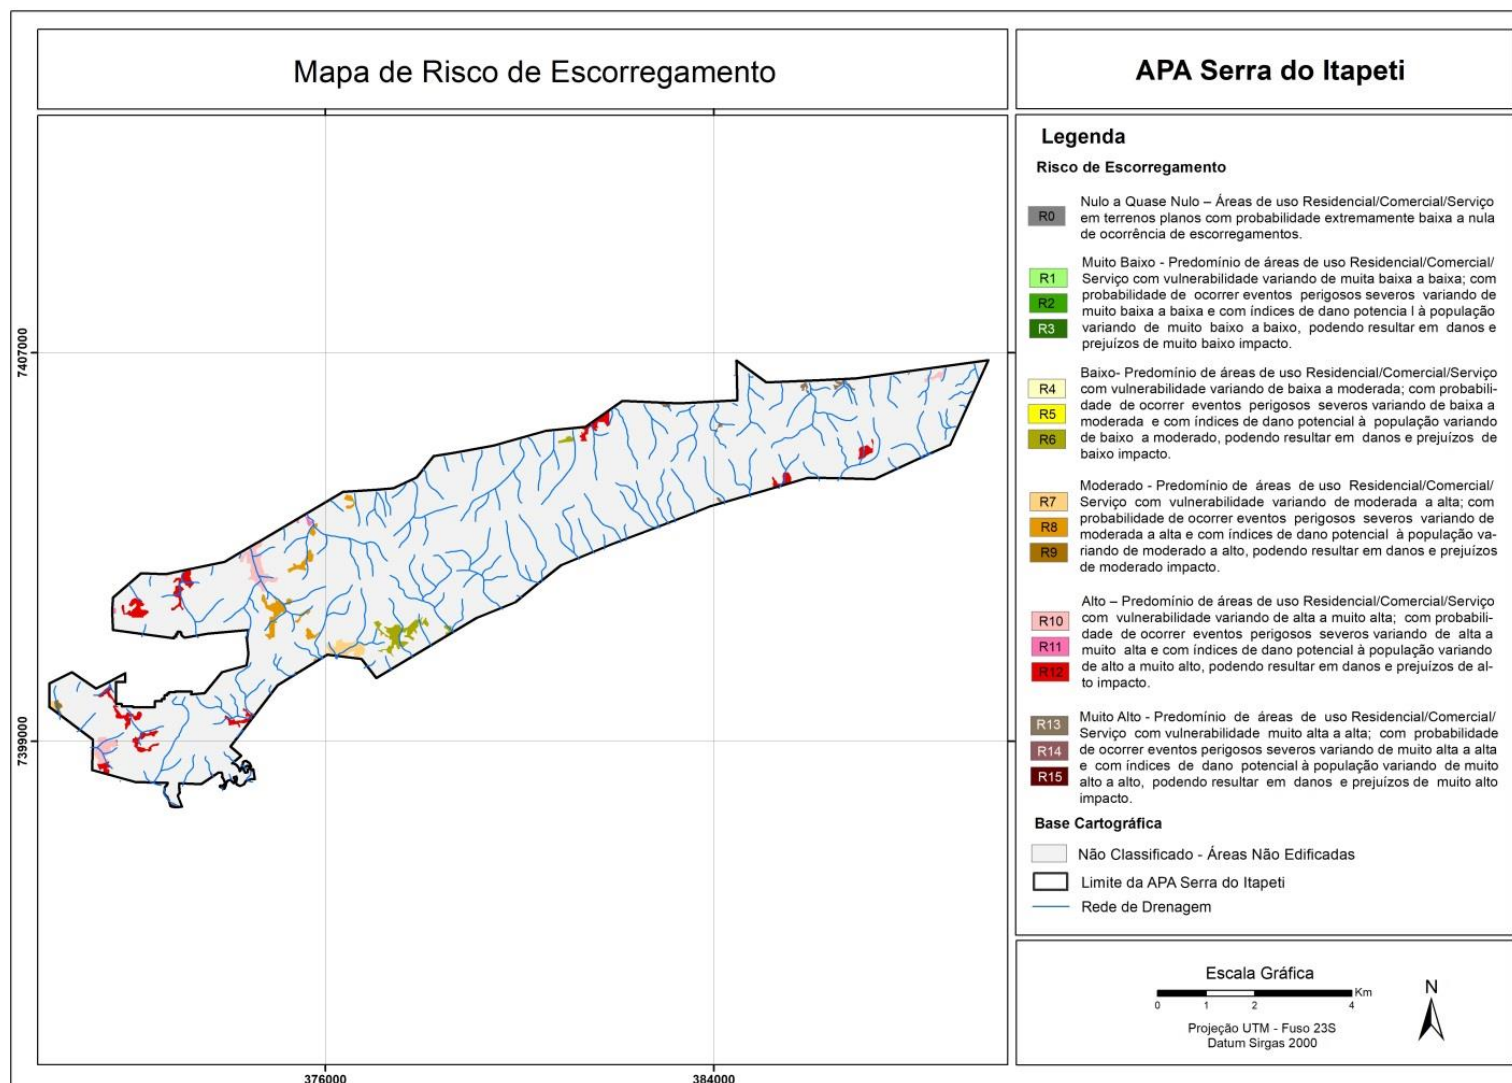 Mapa de Risco de Escorregamento
APA Serra do Itapeti
Legenda
Risco de Escorregamento
R0
Nulo a Quase Nulo – Áreas de uso Residencial/Comercial/Serviço
em terrenos planos com probabilidade extremamente baixa a nula
de ocorrência de escorregamentos.
R1
R2
R3
Muito Baixo - Predomínio de áreas de uso Residencial/Comercial/
Serviço com vulnerabilidade variando de muita baixa a baixa; com
probabilidade de ocorrer eventos perigosos severos variando de
muito baixa a baixa e com índices de dano potencia l à população
variando de muito baixo a baixo, podendo resultar em danos e
prejuízos de muito baixo impacto.
R4
R5
R6
Baixo- Predomínio de áreas de uso Residencial/Comercial/Serviço
com vulnerabilidade variando de baixa a moderada; com probabili-
dade de ocorrer eventos perigosos severos variando de baixa a
moderada e com índices de dano potencial à população variando
de baixo a moderado, podendo resultar em danos e prejuízos de
baixo impacto.
R7
R8
R9
Moderado - Predomínio de áreas de uso Residencial/Comercial/
Serviço com vulnerabilidade variando de moderada a alta; com
probabilidade de ocorrer eventos perigosos severos variando de
moderada a alta e com índices de dano potencial à população va-
riando de moderado a alto, podendo resultar em danos e prejuízos
de moderado impacto.
R10
R11
R12
Alto – Predomínio de áreas de uso Residencial/Comercial/Serviço
com vulnerabilidade variando de alta a muito alta; com probabili-
dade de ocorrer eventos perigosos severos variando de alta a
muito alta e com índices de dano potencial à população variando
de alto a muito alto, podendo resultar em danos e prejuízos de al-
to impacto.
R13
R14
R15
Muito Alto - Predomínio de áreas de uso Residencial/Comercial/
Serviço com vulnerabilidade muito alta a alta; com probabilidade
de ocorrer eventos perigosos severos variando de muito alta a alta
e com índices de dano potencial à população variando de muito
alto a alto, podendo resultar em danos e prejuízos de muito alto
impacto.
Base Cartográfica
Não Classificado - Áreas Não Edificadas
Limite da APA Serra do Itapeti
Rede de Drenagem
Escala Gráfica
Km
0 1 2 4
N
Projeção UTM - Fuso 23S
Datum Sirgas 2000
7407000
7399000
376000
384000